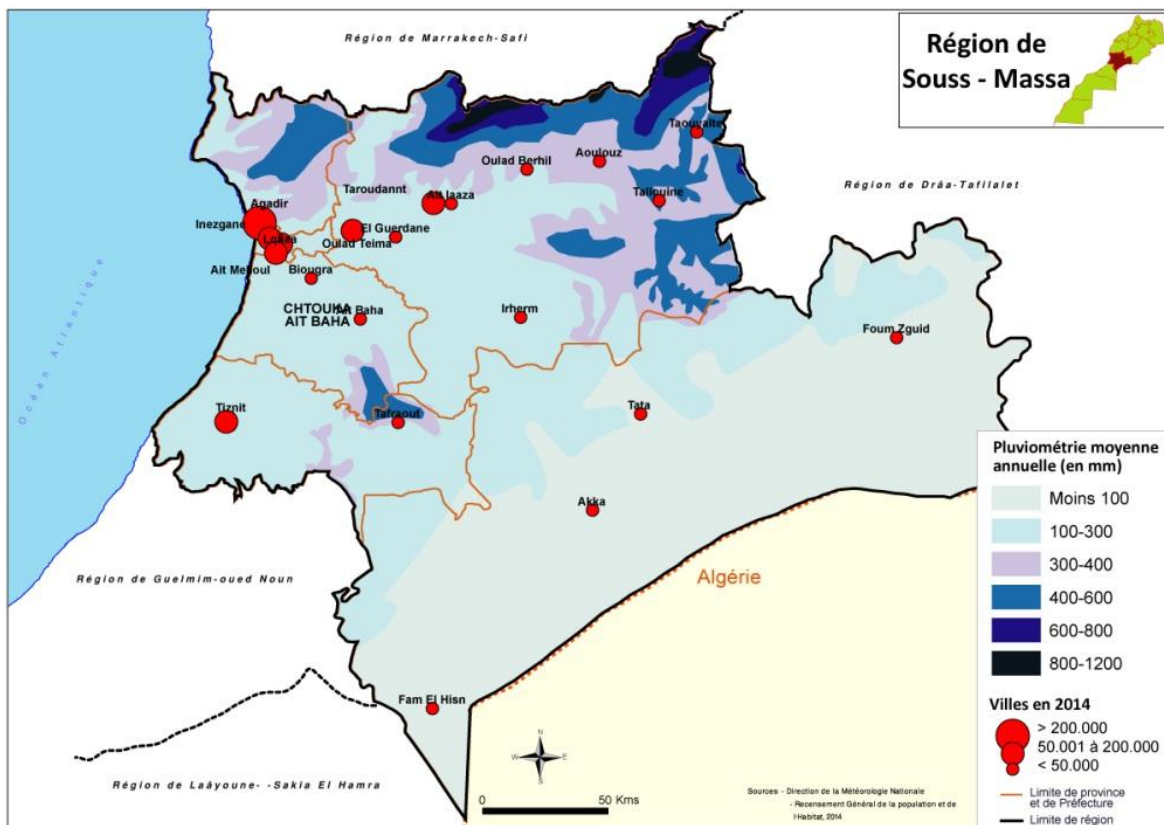 Région de Marrakech-Safi
Région de
Souss - Massa
Taouyalte
Oulad Berhil
Aoulouz
Région de Drâa-Tafilalet
Taroudannt
Ait Iaaza
Taliouine
Agadir
Inezgane
El Guerdane
Oulad Teima
Ait Melloul
Biougra
CHTOUKA
AIT BAHA
Ait Baha
Irherm
Foum Zguid
Océan Atlantique
Tiznit
Tafraout
Tata
Akka
Algérie
Région de Guelmim-oued Noun
Fam El Hisn
Région de Laâyoune- -Sakia El Hamra
N
W
E
S
0
50 Kms
Pluviométrie moyenne
annuelle (en mm)
Moins 100
100-300
300-400
400-600
600-800
800-1200
Villes en 2014
> 200.000
50.001 à 200.000
< 50.000
Limite de province
et de Préfecture
Limite de région
Sources - Direction de la Météorologie Nationale
- Recensement Général de la population et de
l'Habitat, 2014